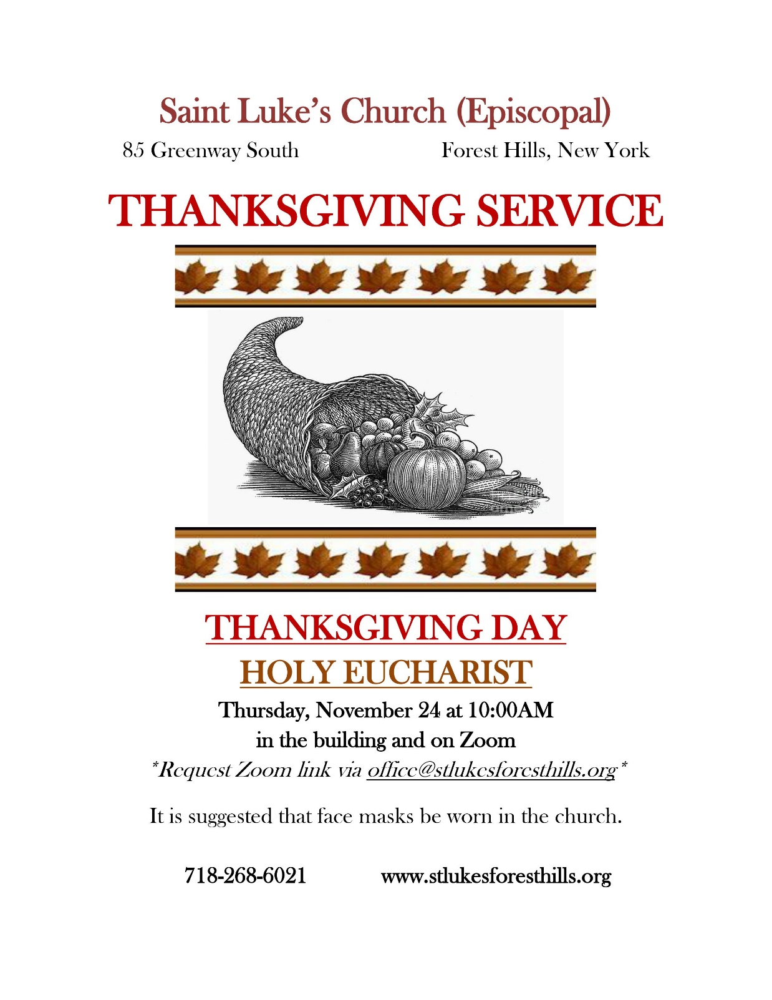 Saint Luke’s Church (Episcopal)
85 Greenway South Forest Hills, New York
THANKSGIVING SERVICE
THANKSGIVING DAY
HOLY EUCHARIST
Thursday, November 24 at 10:00AM
in the building and on Zoom
*Request Zoom link via office@stlukesforesthills.org*
It is suggested that face masks be worn in the church.
718-268-6021 www.stlukesforesthills.org